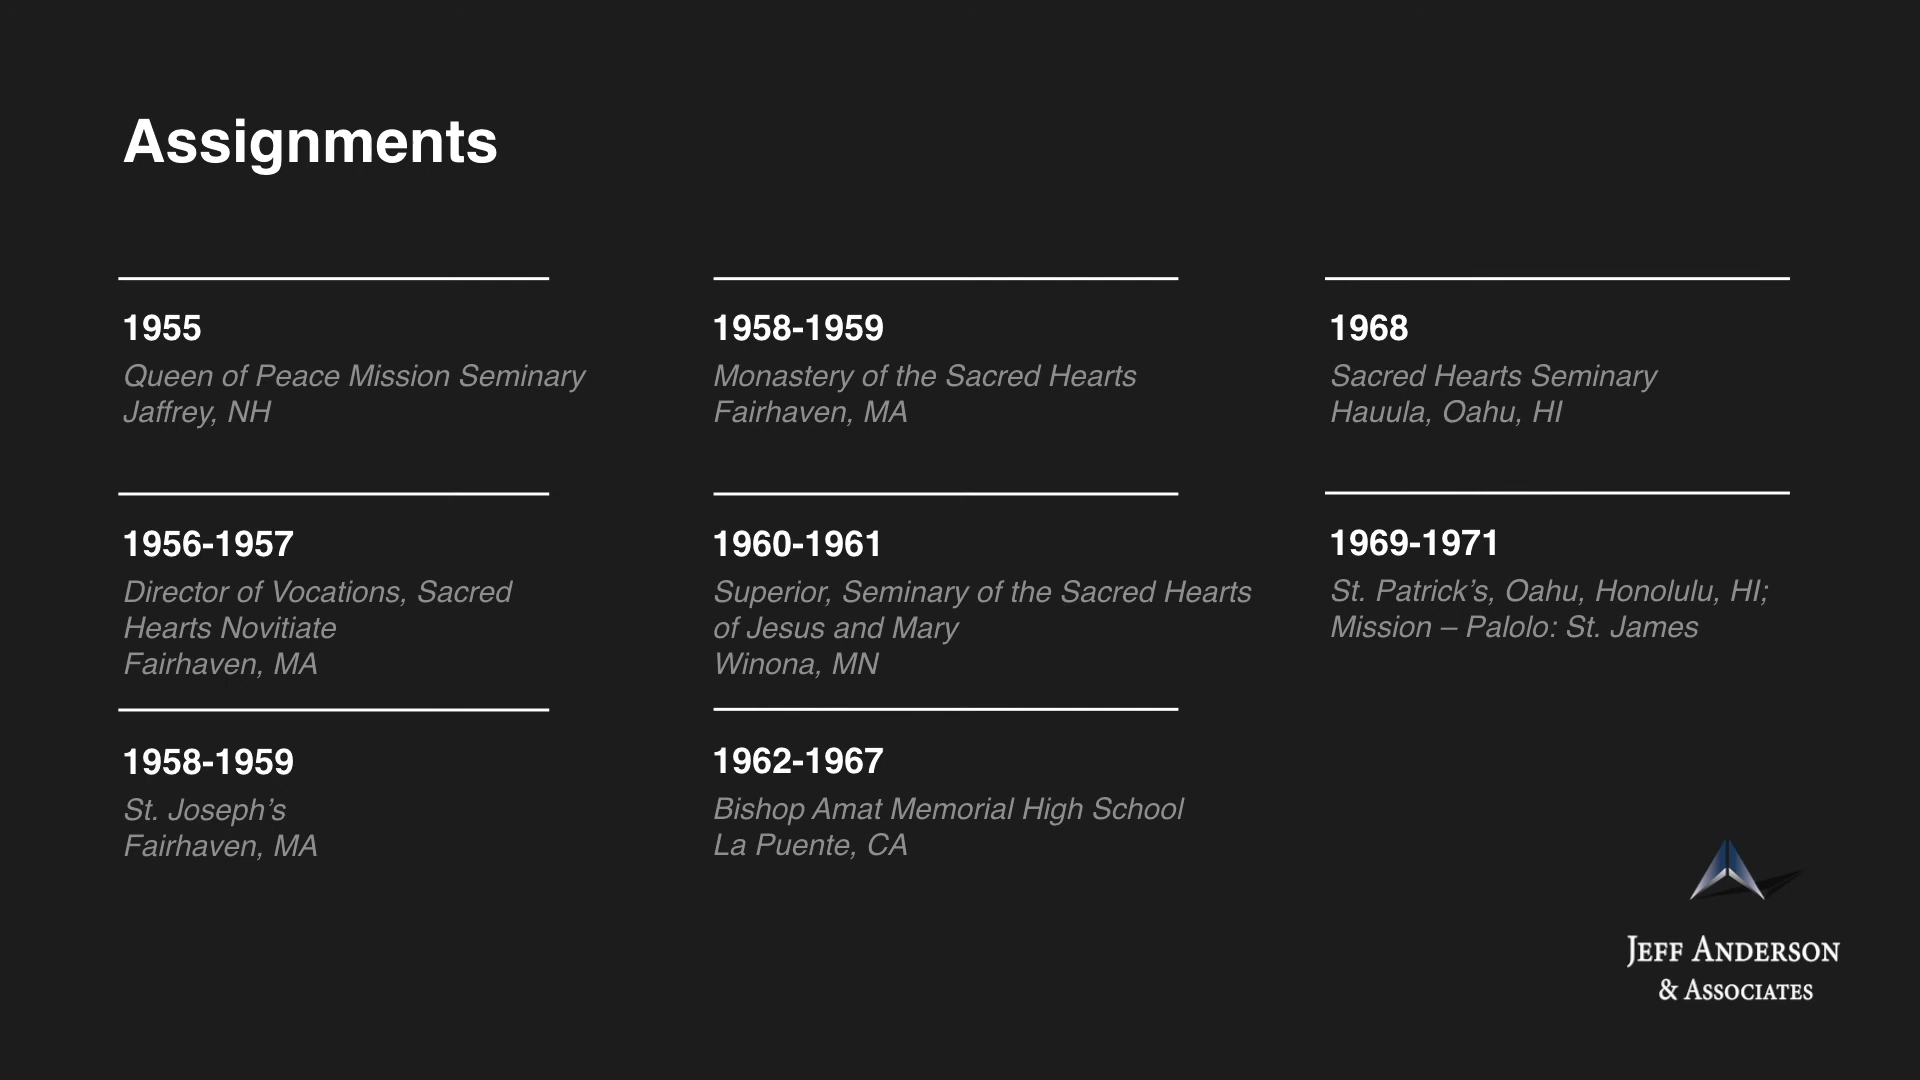 Assignments
1955
Queen of Peace Mission Seminary
Jaffrey, NH
1956-1957
Director of Vocations, Sacred
Hearts Novitiate
Fairhaven, MA
1958-1959
St. Joseph’s
Fairhaven, MA
1958-1959
Monastery of the Sacred Hearts
Fairhaven, MA
1960-1961
Superior, Seminary of the Sacred Hearts
of Jesus and Mary
Winona, MN
1962-1967
Bishop Amat Memorial High School
La Puente, CA
1968
Sacred Hearts Seminary
Hauula, Oahu, HI
1969-1971
St. Patrick’s, Oahu, Honolulu, HI;
Mission – Palolo: St. James
JEFF ANDERSON
& ASSOCIATES